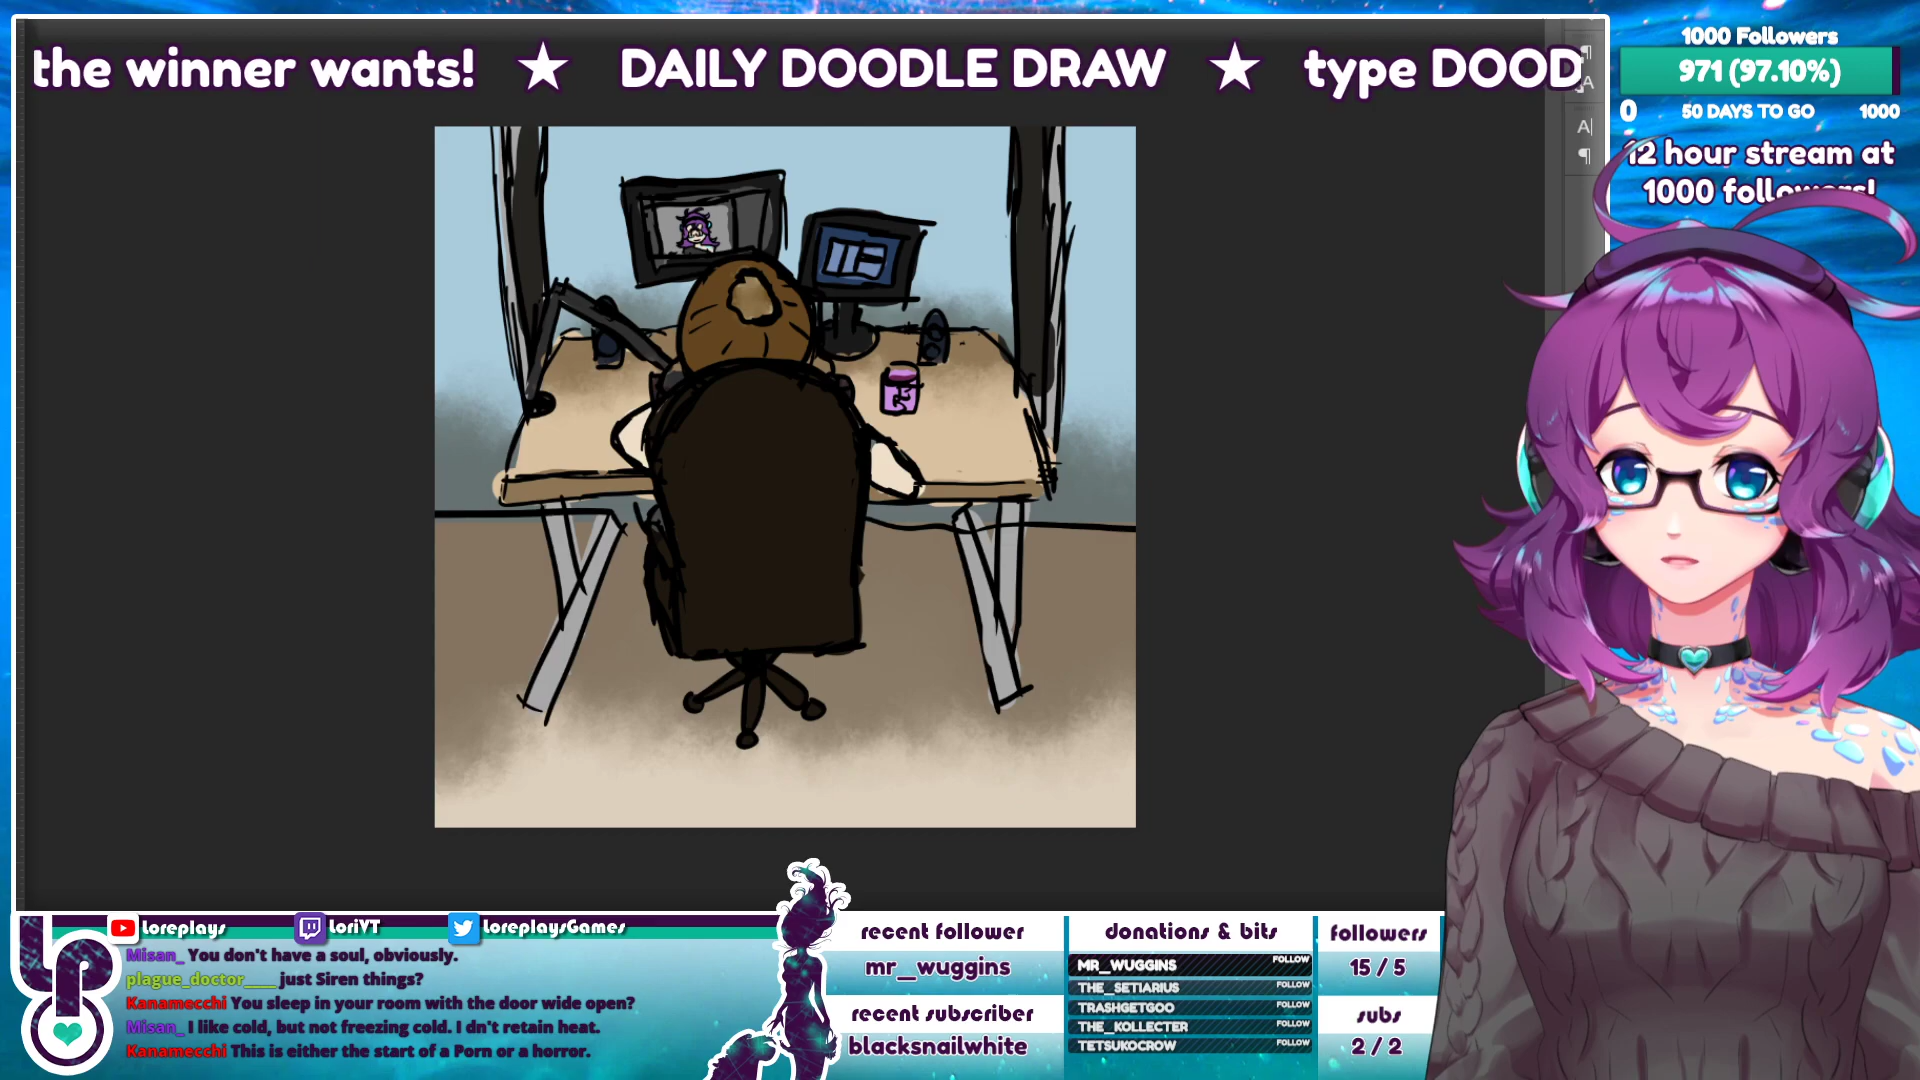 the winner wants! ★ DAILY DOODLE DRAW ★ type DOOD
1000 Followers
971 (97.10%)
0 50 DAYS TO GO 1000
12 hour stream at
1000 followers!
Loreplays LoriVT LoreplaysGames
Misan_ You don't have a soul, obviously.
plague_doctor____ just Siren things?
Kanamecchi You sleep in your room with the door wide open?
Misan_ I like cold, but not freezing cold. I dn't retain heat.
Kanamecchi This is either the start of a Porn or a horror.
recent follower
mr__wuggins
recent subscriber
blacksnailwhite
donations & bits
MR_WUGGINS FOLLOW
THE_SETIARIUS FOLLOW
TRASHGETGOO FOLLOW
THE_KOLLECTER FOLLOW
TETSUKOCROW FOLLOW
followers
15 / 5
subs
2 / 2